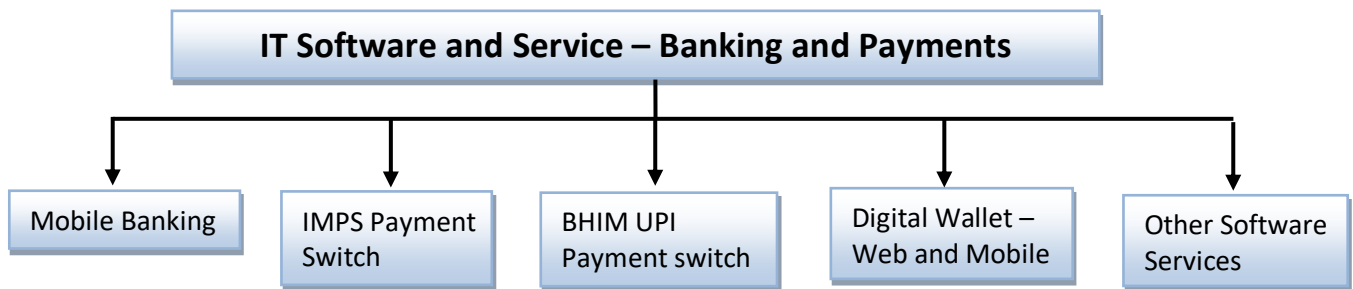 IT Software and Service – Banking and Payments
Mobile Banking
IMPS Payment
Switch
BHIM UPI
Payment switch
Digital Wallet –
Web and Mobile
Other Software
Services